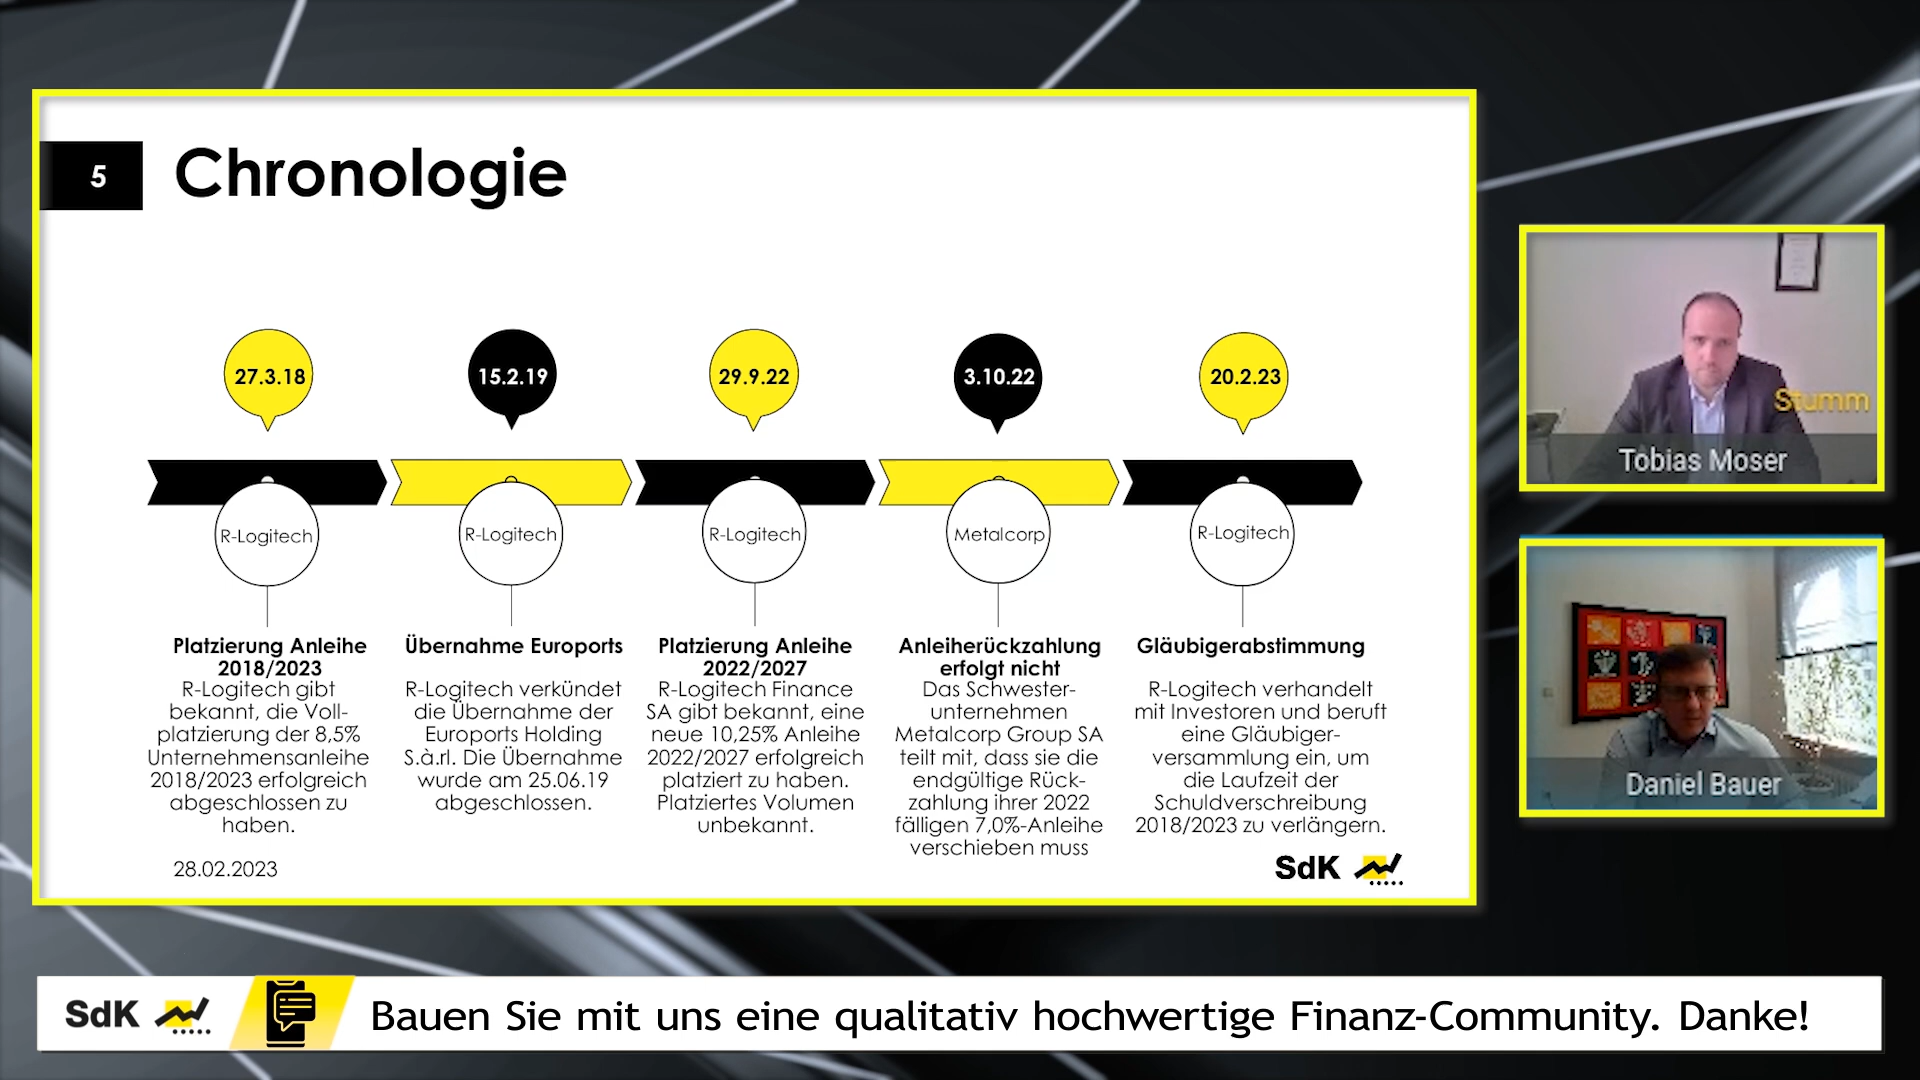 5
Chronologie
27.3.18
15.2.19
29.9.22
3.10.22
20.2.23
R-Logitech
R-Logitech
R-Logitech
Metalcorp
R-Logitech
Platzierung Anleihe
2018/2023
R-Logitech gibt
bekannt, die Voll-
platzierung der 8,5%
Unternehmensanleihe
2018/2023 erfolgreich
abgeschlossen zu
haben.
Übernahme Euroports
R-Logitech verkündet
die Übernahme der
Euroports Holding
S.à.rl. Die Übernahme
wurde am 25.06.19
abgeschlossen.
Platzierung Anleihe
2022/2027
R-Logitech Finance
SA gibt bekannt, eine
neue 10,25% Anleihe
2022/2027 erfolgreich
platziert zu haben.
Platziertes Volumen
unbekannt.
Anleiherückzahlung
erfolgt nicht
Das Schwester-
unternehmen
Metalcorp Group SA
teilt mit, dass sie die
endgültige Rück-
zahlung ihrer 2022
fälligen 7,0%-Anleihe
verschieben muss
Gläubigerabstimmung
R-Logitech verhandelt
mit Investoren und beruft
eine Gläubiger-
versammlung ein, um
die Laufzeit der
Schuldverschreibung
2018/2023 zu verlängern.
28.02.2023
SdK
Stumm
Tobias Moser
Daniel Bauer
SdK
Bauen Sie mit uns eine qualitativ hochwertige Finanz-Community. Danke!